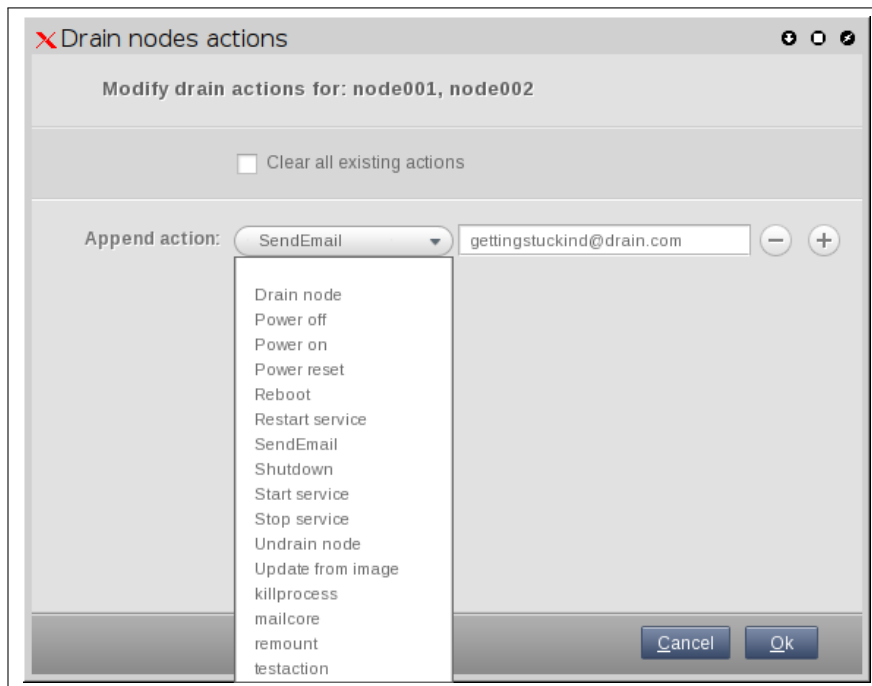 Drain nodes actions
Modify drain actions for: node001, node002
Clear all existing actions
Append action: SendEmail gettingstuckind@drain.com
Drain node
Power off
Power on
Power reset
Reboot
Restart service
SendEmail
Shutdown
Start service
Stop service
Undrain node
Update from image
killprocess
mailcore
remount
testaction
Cancel Ok